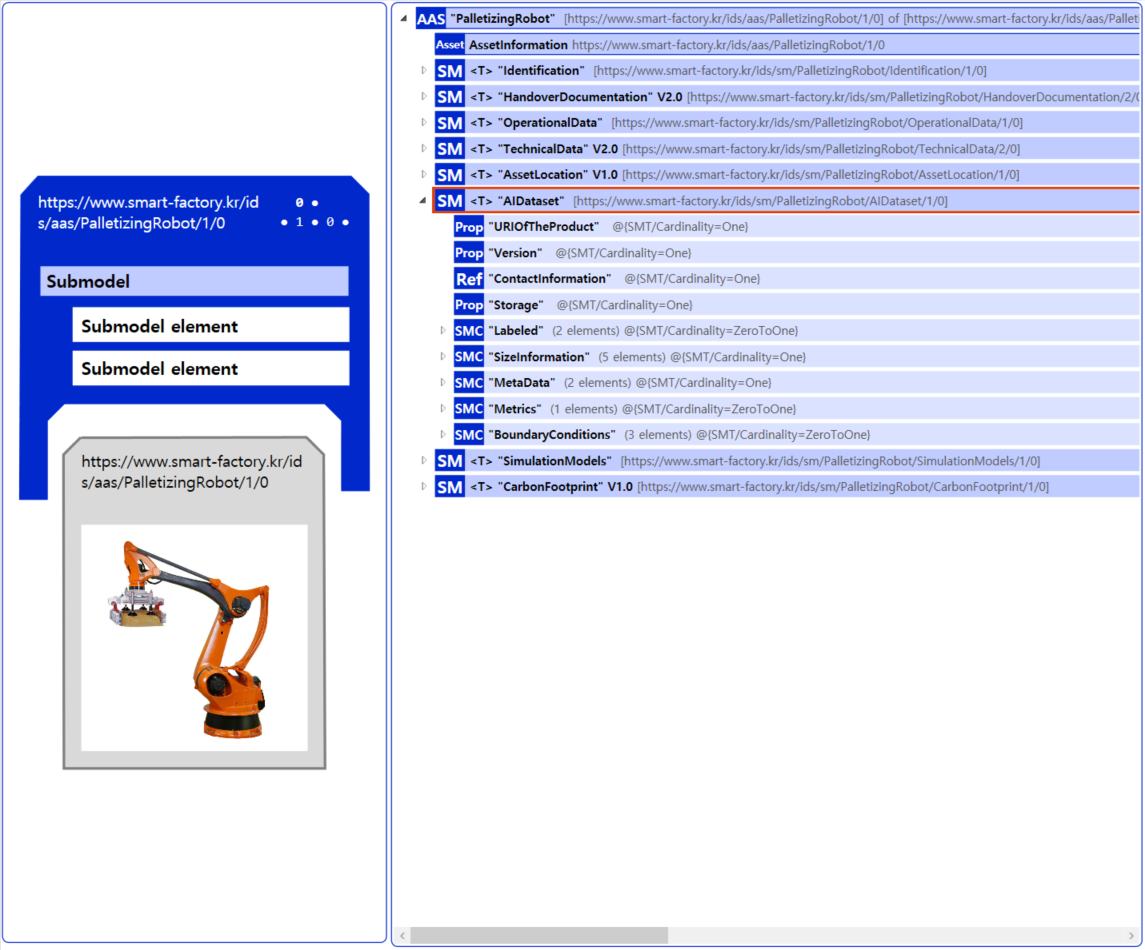 https://www.smart-factory.kr/id
s/aas/PalletizingRobot/1/0
0
1 0
Submodel
Submodel element
Submodel element
https://www.smart-factory.kr/id
s/aas/PalletizingRobot/1/0
AAS "PalletizingRobot" [https://www.smart-factory.kr/ids/aas/PalletizingRobot/1/0] of [https://www.smart-factory.kr/ids/aas/Pallet
Asset AssetInformation https://www.smart-factory.kr/ids/aas/PalletizingRobot/1/0
SM <T> "Identification" [https://www.smart-factory.kr/ids/sm/PalletizingRobot/Identification/1/0]
SM <T> "HandoverDocumentation" V2.0 [https://www.smart-factory.kr/ids/sm/PalletizingRobot/HandoverDocumentation/2/0
SM <T> "OperationalData" [https://www.smart-factory.kr/ids/sm/PalletizingRobot/OperationalData/1/0]
SM <T> "TechnicalData" V2.0 [https://www.smart-factory.kr/ids/sm/PalletizingRobot/TechnicalData/2/0]
SM <T> "AssetLocation" V1.0 [https://www.smart-factory.kr/ids/sm/PalletizingRobot/AssetLocation/1/0]
SM <T> "AIDataset" [https://www.smart-factory.kr/ids/sm/PalletizingRobot/AIDataset/1/0]
Prop "URIOfTheProduct" @{SMT/Cardinality=One}
Prop "Version" @{SMT/Cardinality=One}
Ref "ContactInformation" @{SMT/Cardinality=One}
Prop "Storage" @{SMT/Cardinality=One}
SMC "Labeled" (2 elements) @{SMT/Cardinality=ZeroToOne}
SMC "SizeInformation" (5 elements) @{SMT/Cardinality=One}
SMC "MetaData" (2 elements) @{SMT/Cardinality=One}
SMC "Metrics" (1 elements) @{SMT/Cardinality=ZeroToOne}
SMC "BoundaryConditions" (3 elements) @{SMT/Cardinality=ZeroToOne}
SM <T> "SimulationModels" [https://www.smart-factory.kr/ids/sm/PalletizingRobot/SimulationModels/1/0]
SM <T> "CarbonFootprint" V1.0 [https://www.smart-factory.kr/ids/sm/PalletizingRobot/CarbonFootprint/1/0]